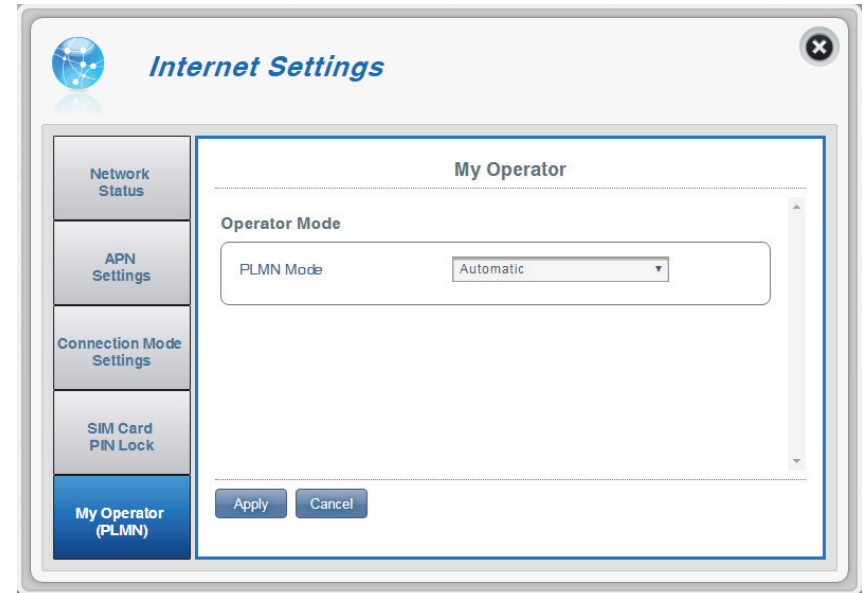 Internet Settings
Network
Status
APN
Settings
Connection Mode
Settings
SIM Card
PIN Lock
My Operator
(PLMN)
My Operator
Operator Mode
PLMN Mode
Automatic
Apply
Cancel